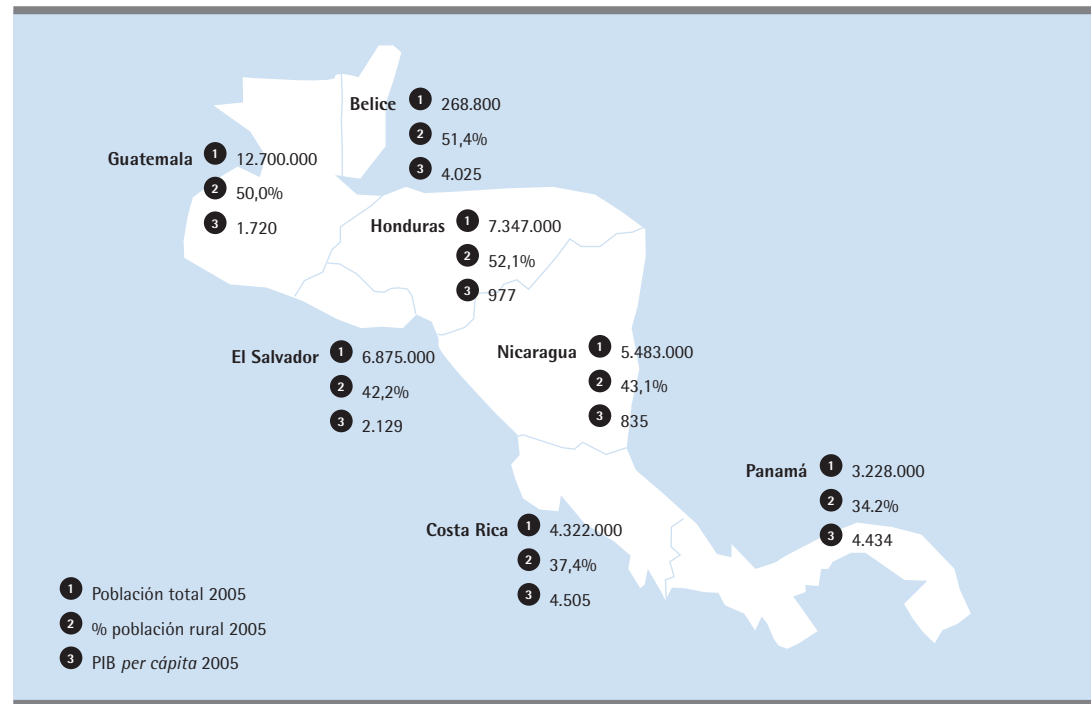 Belice 1 268.800
2 51,4%
3 4.025
Guatemala 1 12.700.000
2 50,0%
3 1.720
Honduras 1 7.347.000
2 52,1%
3 977
El Salvador 1 6.875.000
2 42,2%
3 2.129
Nicaragua 1 5.483.000
2 43,1%
3 835
Panamá 1 3.228.000
2 34.2%
3 4.434
Costa Rica 1 4.322.000
2 37,4%
3 4.505
1 Población total 2005
2 % población rural 2005
3 PIB per cápita 2005